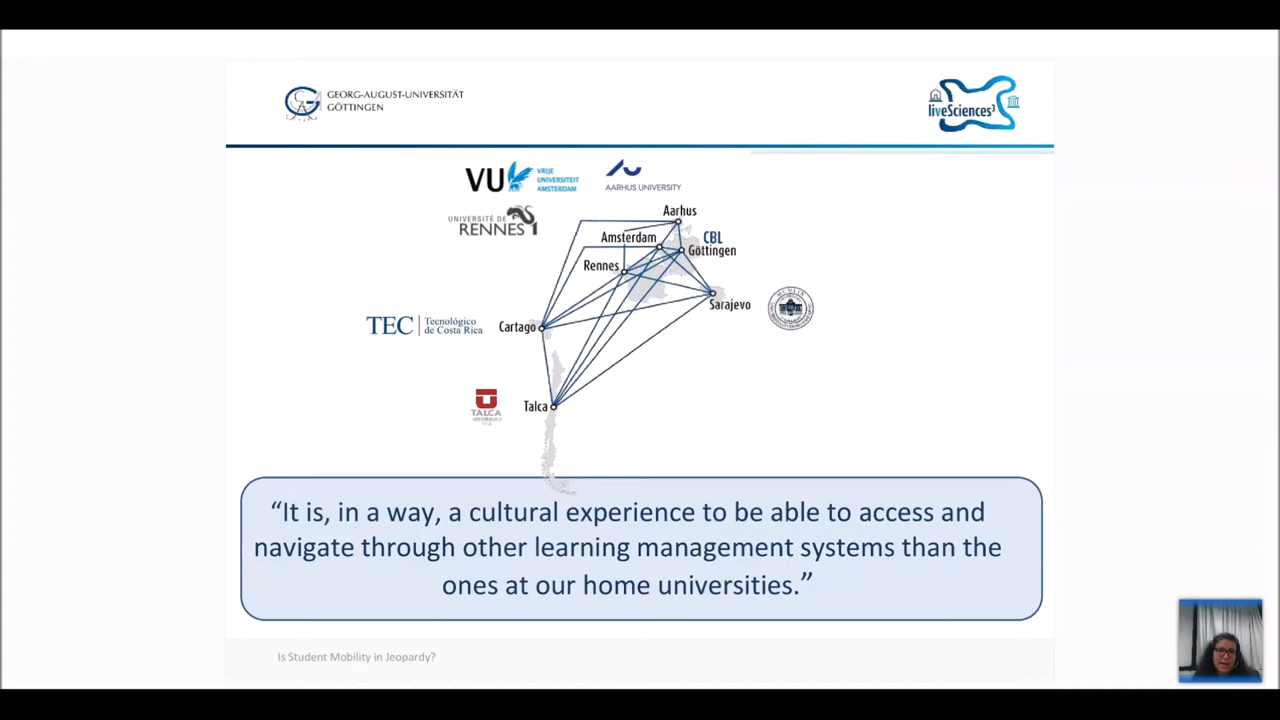 GEORG-AUGUST-UNIVERSITÄT
GÖTTINGEN
liveSciences³
VU VRIJE
UNIVERSITEIT
AMSTERDAM
AARHUS UNIVERSITY
UNIVERSITÉ DE
RENNES 1
Aarhus
Amsterdam
CBL
Göttingen
Rennes
Sarajevo
TEC | Tecnológico
de Costa Rica
Cartago
TALCA
Talca
“It is, in a way, a cultural experience to be able to access and
navigate through other learning management systems than the
ones at our home universities.”
Is Student Mobility in Jeopardy?